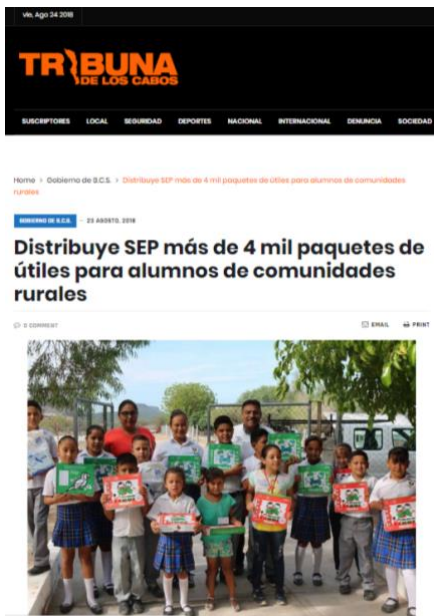 vie, Ago 24 2018
TRIBUNA
DE LOS CABOS
SUSCRIPTORES LOCAL SEGURIDAD DEPORTES NACIONAL INTERNACIONAL DENUNCIA SOCIEDAD
Home > Gobierno de B.C.S. > Distribuye SEP más de 4 mil paquetes de útiles para alumnos de comunidades
rurales
GOBIERNO DE B.C.S. – 23 AGOSTO, 2018
Distribuye SEP más de 4 mil paquetes de
útiles para alumnos de comunidades
rurales
0 COMMENT EMAIL PRINT